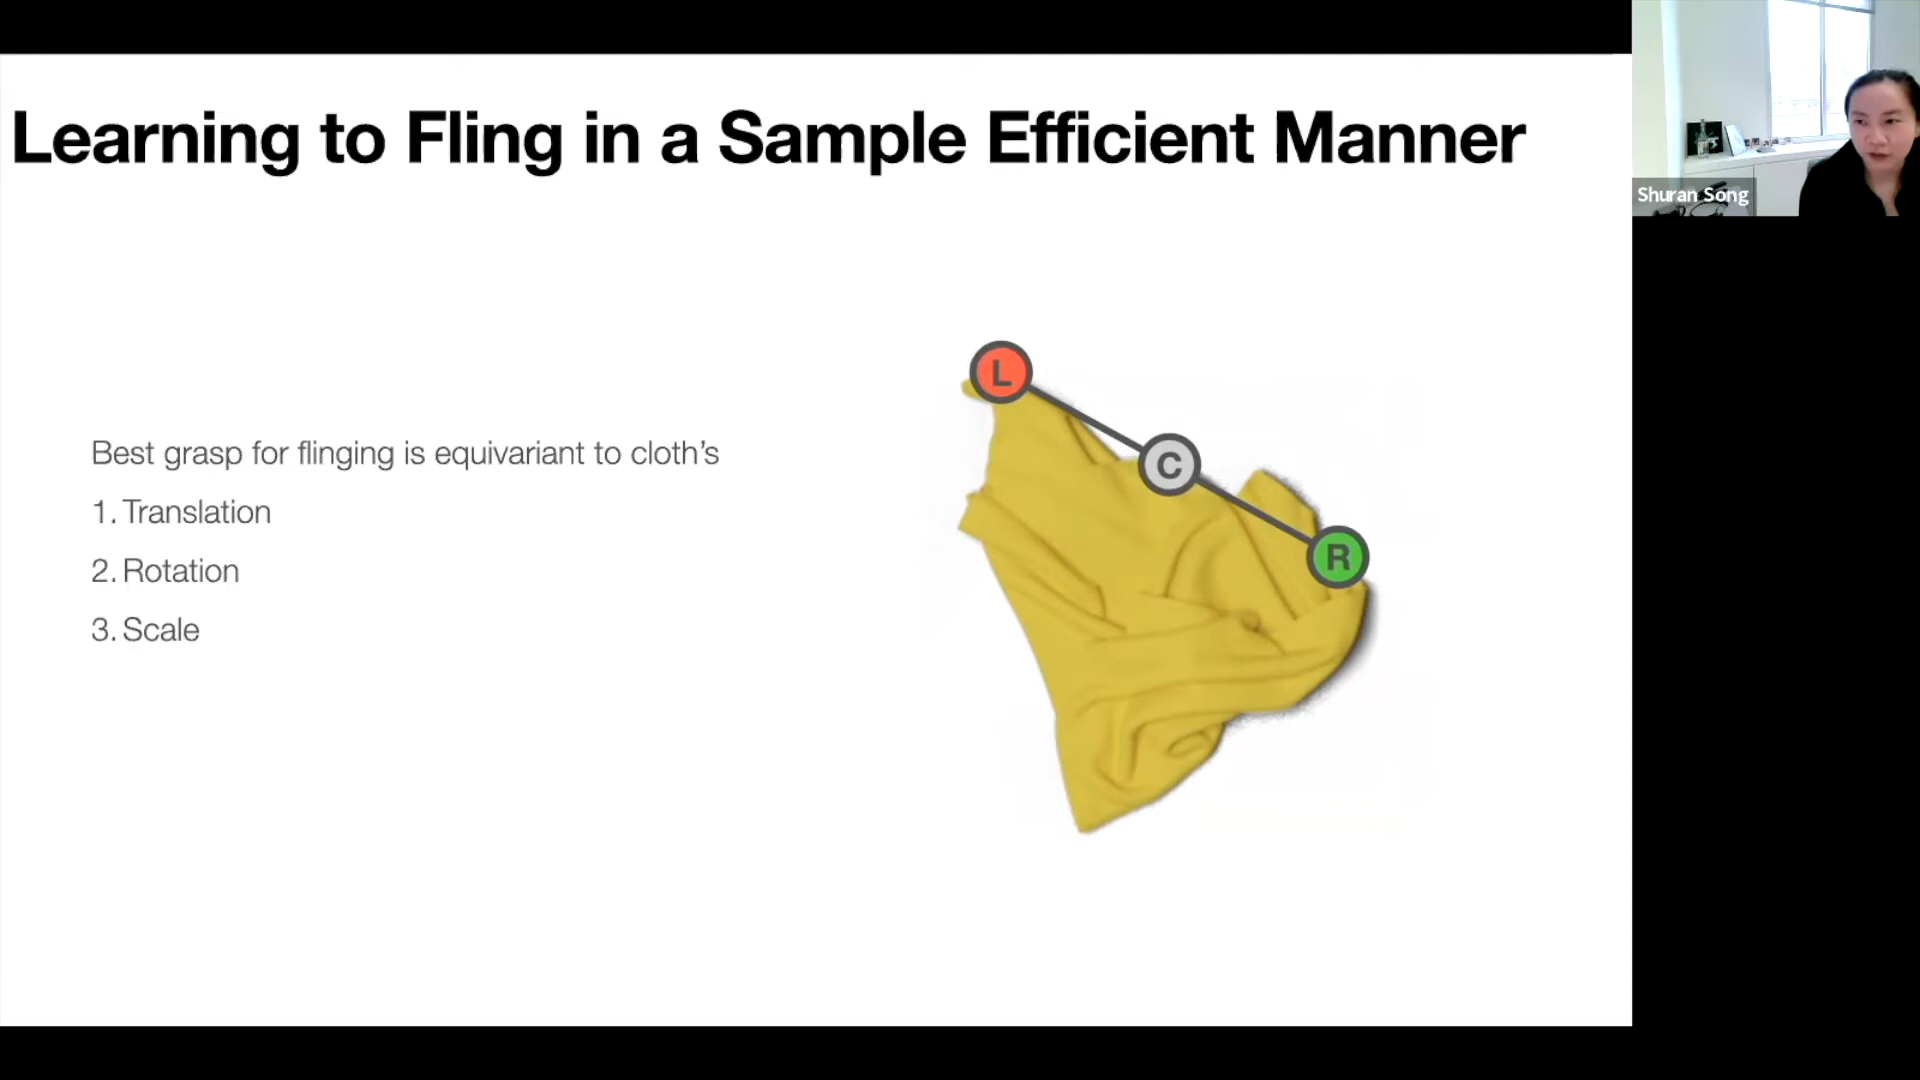 Learning to Fling in a Sample Efficient Manner
Shuran Song
L
C
R
Best grasp for flinging is equivariant to cloth's
1. Translation
2. Rotation
3. Scale